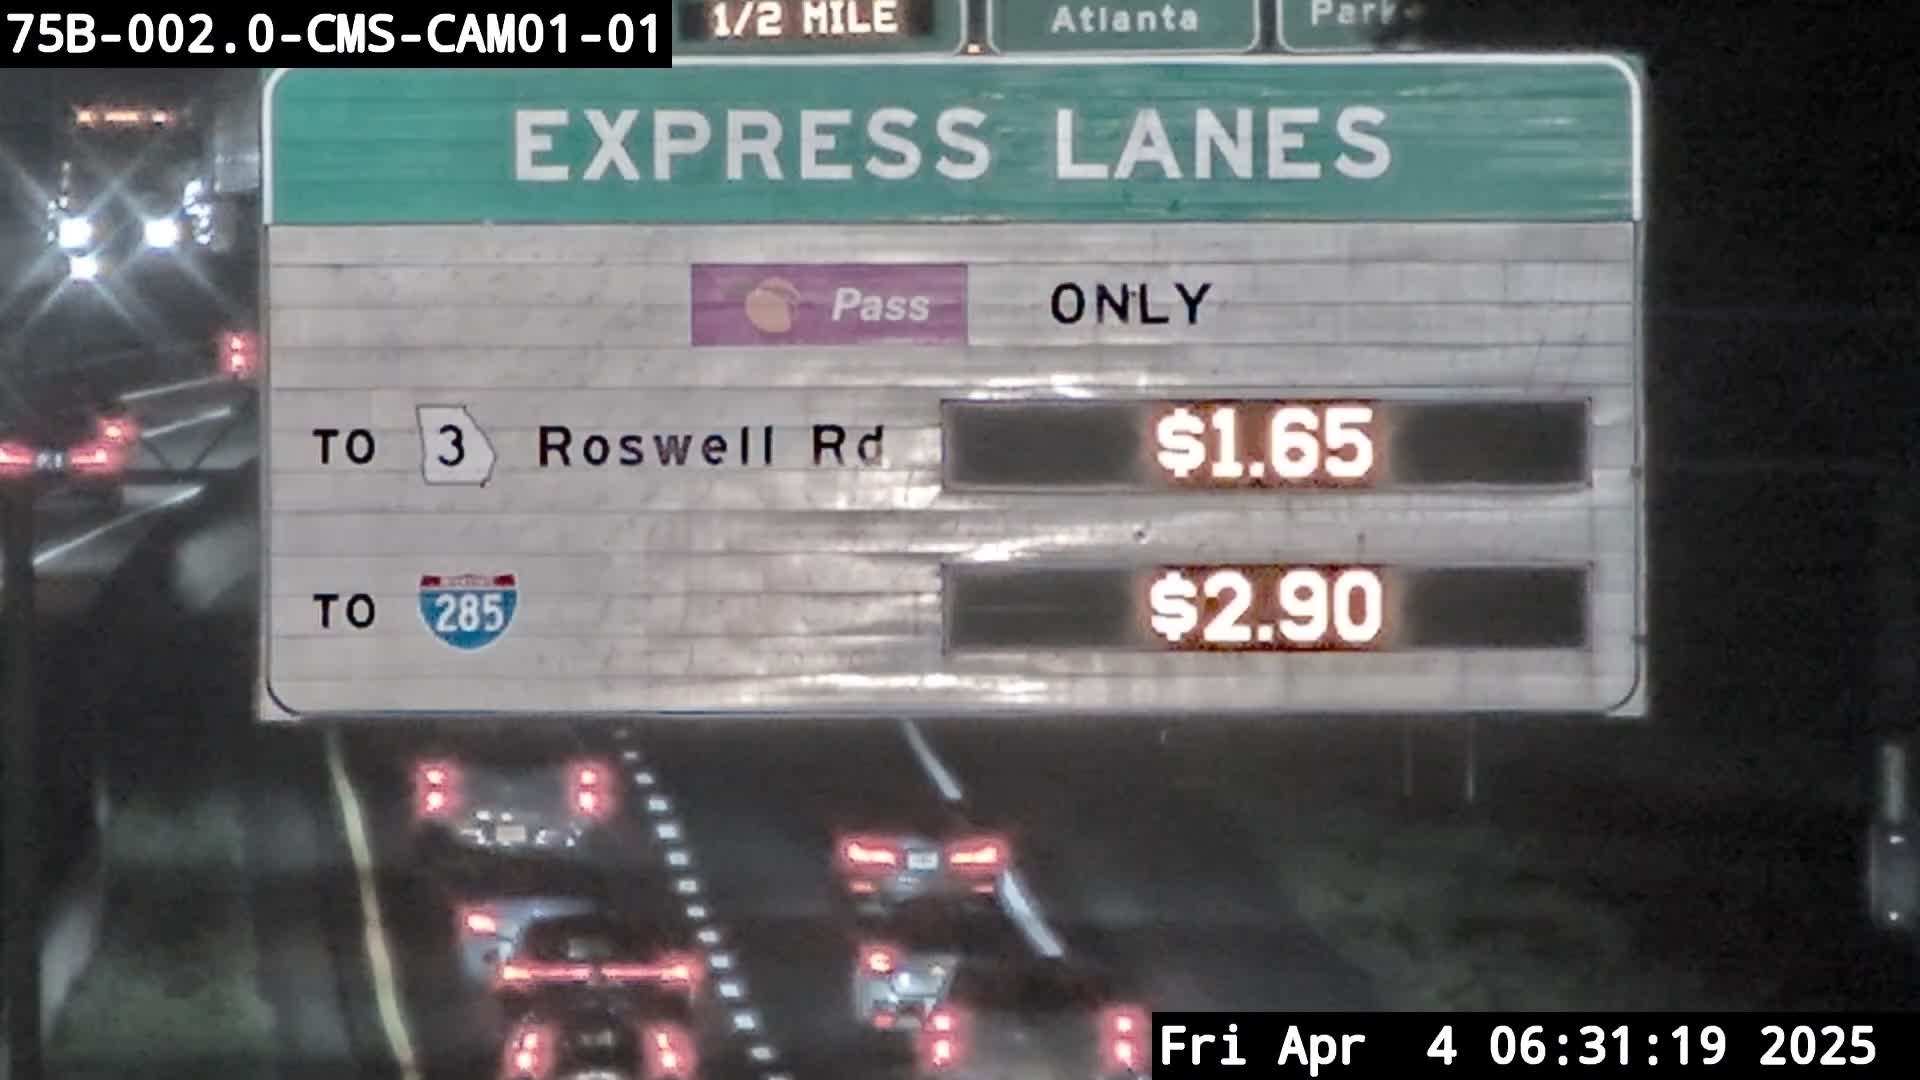 75B-002.0-CMS-CAM01-01
1/2 MILE
Atlanta
Park
EXPRESS LANES
Pass ONLY
TO 3 Roswell Rd $1.65
TO 285 $2.90
Fri Apr 4 06:31:19 2025